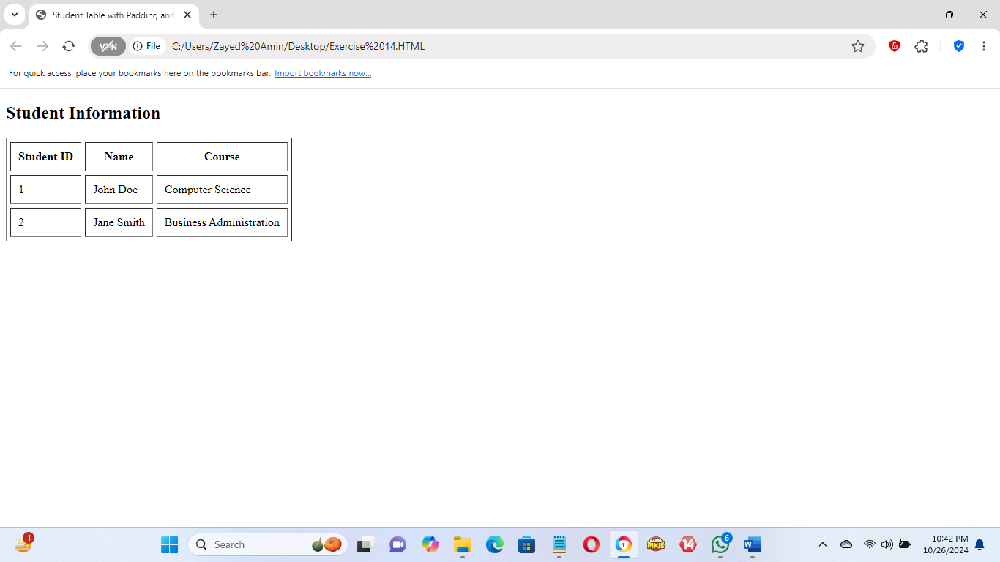 Student Table with Padding and
VPN
File
C:/Users/Zayed%20Amin/Desktop/Exercise%2014.HTML
For quick access, place your bookmarks here on the bookmarks bar. Import bookmarks now...
Student Information
Student ID Name Course
1 John Doe Computer Science
2 Jane Smith Business Administration
1
Search
PIXIE
14
6
W
10:42 PM
10/26/2024